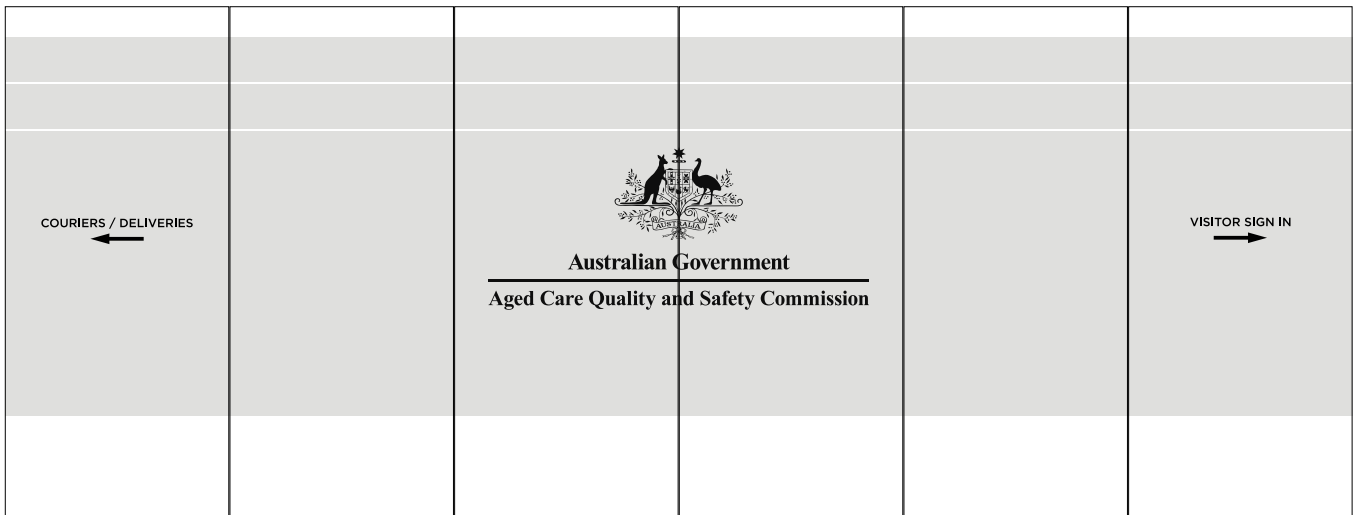 COURIERS / DELIVERIES
AUSTRALIA
Australian Government
Aged Care Quality and Safety Commission
VISITOR SIGN IN